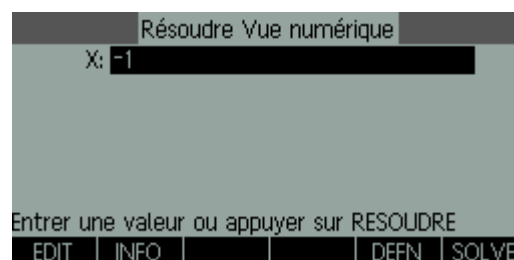 Résoudre Vue numérique
X: -1
Entrer une valeur ou appuyer sur RESOUDRE
EDIT INFO DEFN SOLVE